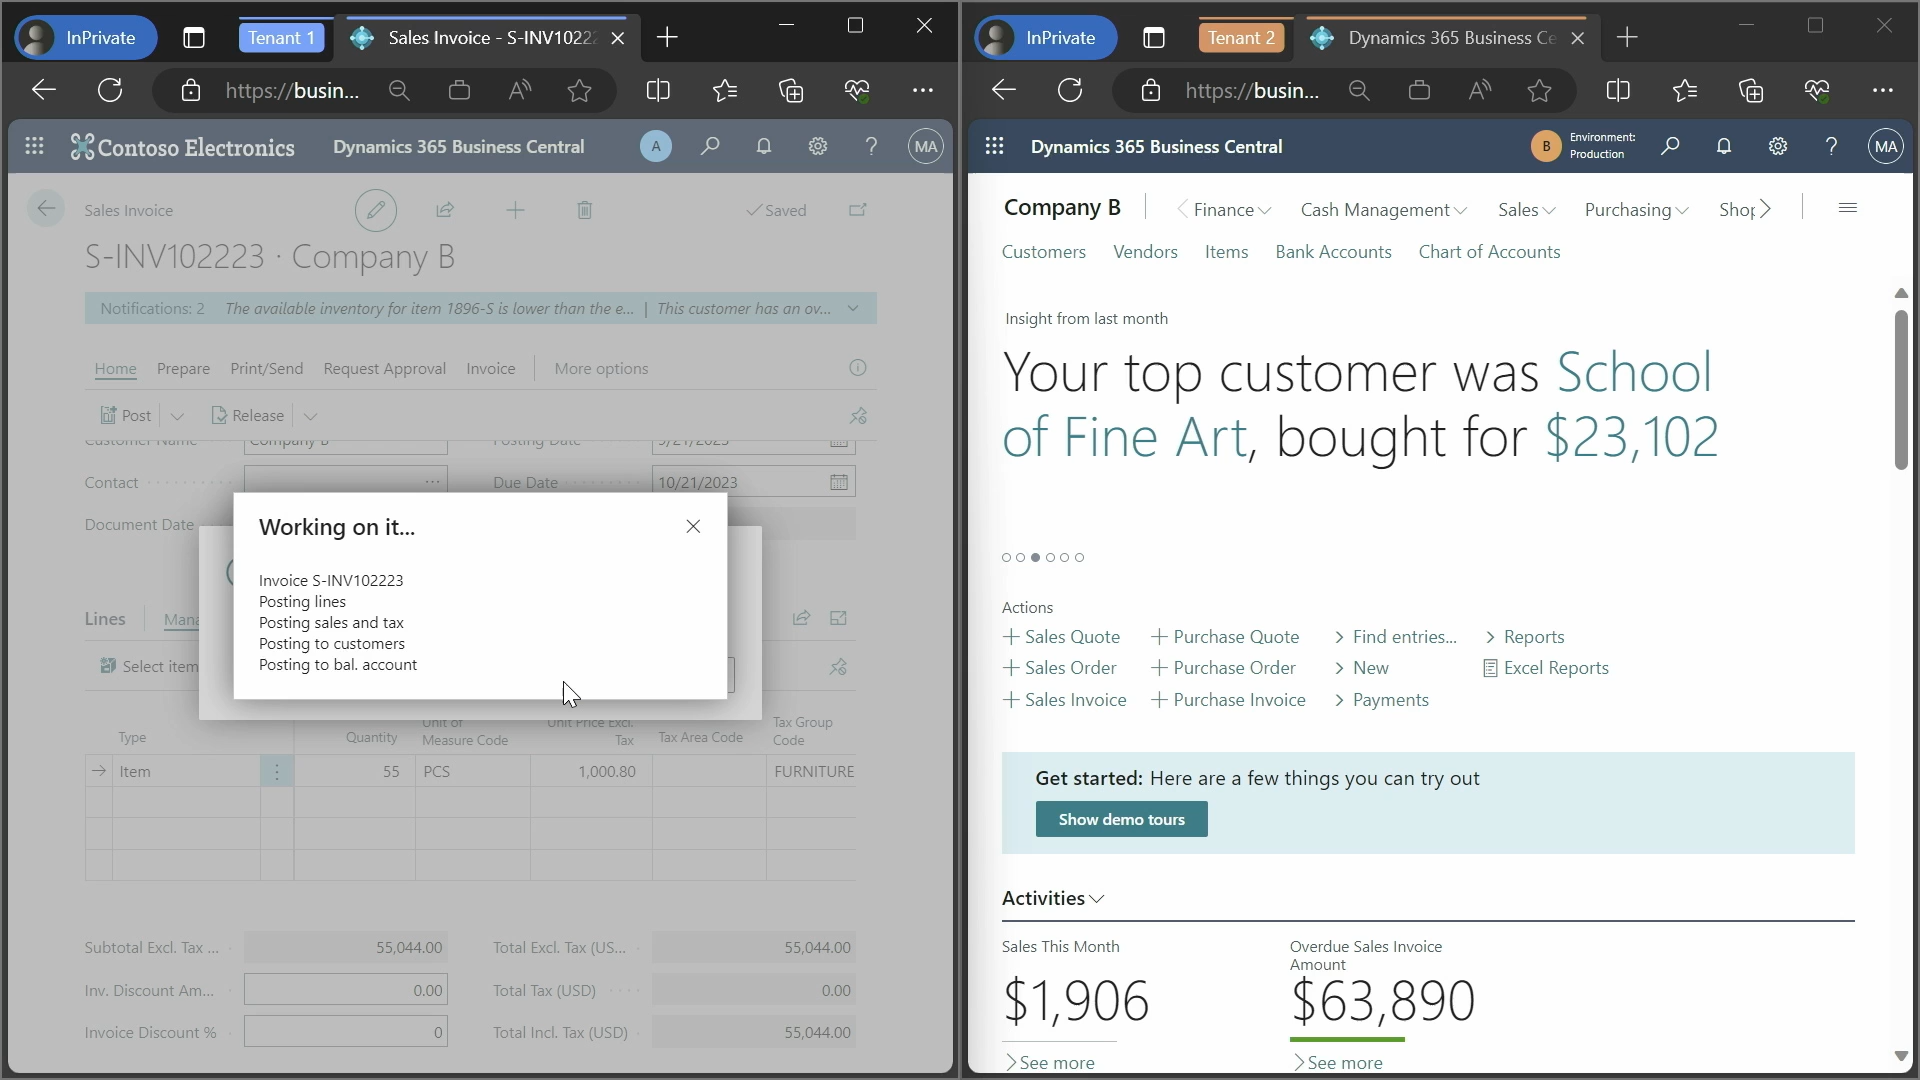 InPrivate
Tenant 1
Sales Invoice - S-INV10222
https://busin...
Contoso Electronics
Dynamics 365 Business Central
A
MA
Sales Invoice
Saved
S-INV102223 · Company B
Notifications: 2 The available inventory for item 1896-S is lower than the e... | This customer has an ov...
Home Prepare Print/Send Request Approval Invoice More options
Post Release
Customer Name Company B Posting Date 9/21/2023
Contact Due Date 10/21/2023
Document Date
Working on it...
Invoice S-INV102223
Posting lines
Posting sales and tax
Posting to customers
Posting to bal. account
Lines Mana
Select item
Type
Quantity
Unit of
Measure Code
Unit Price Excl.
Tax
Tax Area Code
Tax Group
Code
Item 55 PCS 1,000.80 FURNITURE
Subtotal Excl. Tax ... 55,044.00 Total Excl. Tax (US... 55,044.00
Inv. Discount Am... 0.00 Total Tax (USD) 0.00
Invoice Discount % 0 Total Incl. Tax (USD) 55,044.00
InPrivate
Tenant 2
Dynamics 365 Business Ce
https://busin...
Dynamics 365 Business Central
B
Environment:
Production
MA
Company B Finance Cash Management Sales Purchasing Shop
Customers Vendors Items Bank Accounts Chart of Accounts
Insight from last month
Your top customer was School
of Fine Art, bought for $23,102
Actions
+ Sales Quote + Purchase Quote > Find entries... > Reports
+ Sales Order + Purchase Order > New Excel Reports
+ Sales Invoice + Purchase Invoice > Payments
Get started: Here are a few things you can try out
Show demo tours
Activities
Sales This Month
$1,906
> See more
Overdue Sales Invoice
Amount
$63,890
> See more